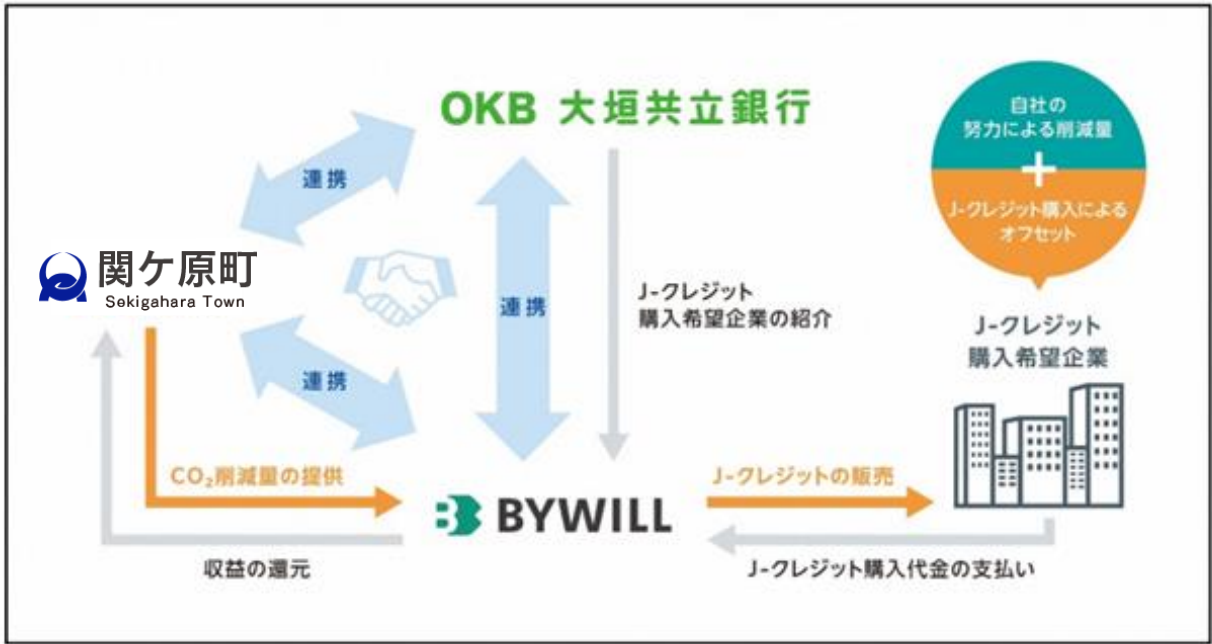 OKB 大垣共立銀行
自社の
努力による削減量
+
J-クレジット購入による
オフセット
連携
関ケ原町
Sekigahara Town
連携
J-クレジット
購入希望企業の紹介
J-クレジット
購入希望企業
連携
CO₂削減量の提供
J-クレジットの販売
BYWILL
収益の還元
J-クレジット購入代金の支払い